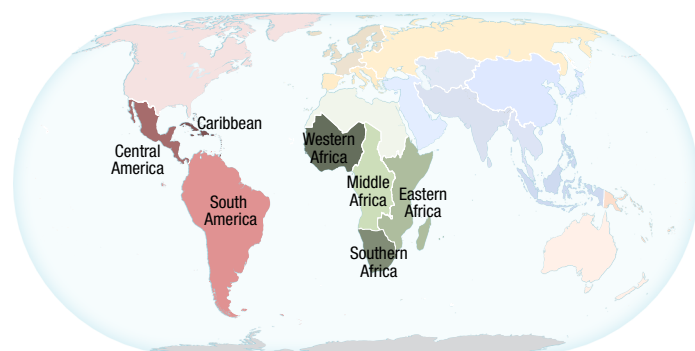 Caribbean
Central
America
South
America
Western
Africa
Middle
Africa
Eastern
Africa
Southern
Africa